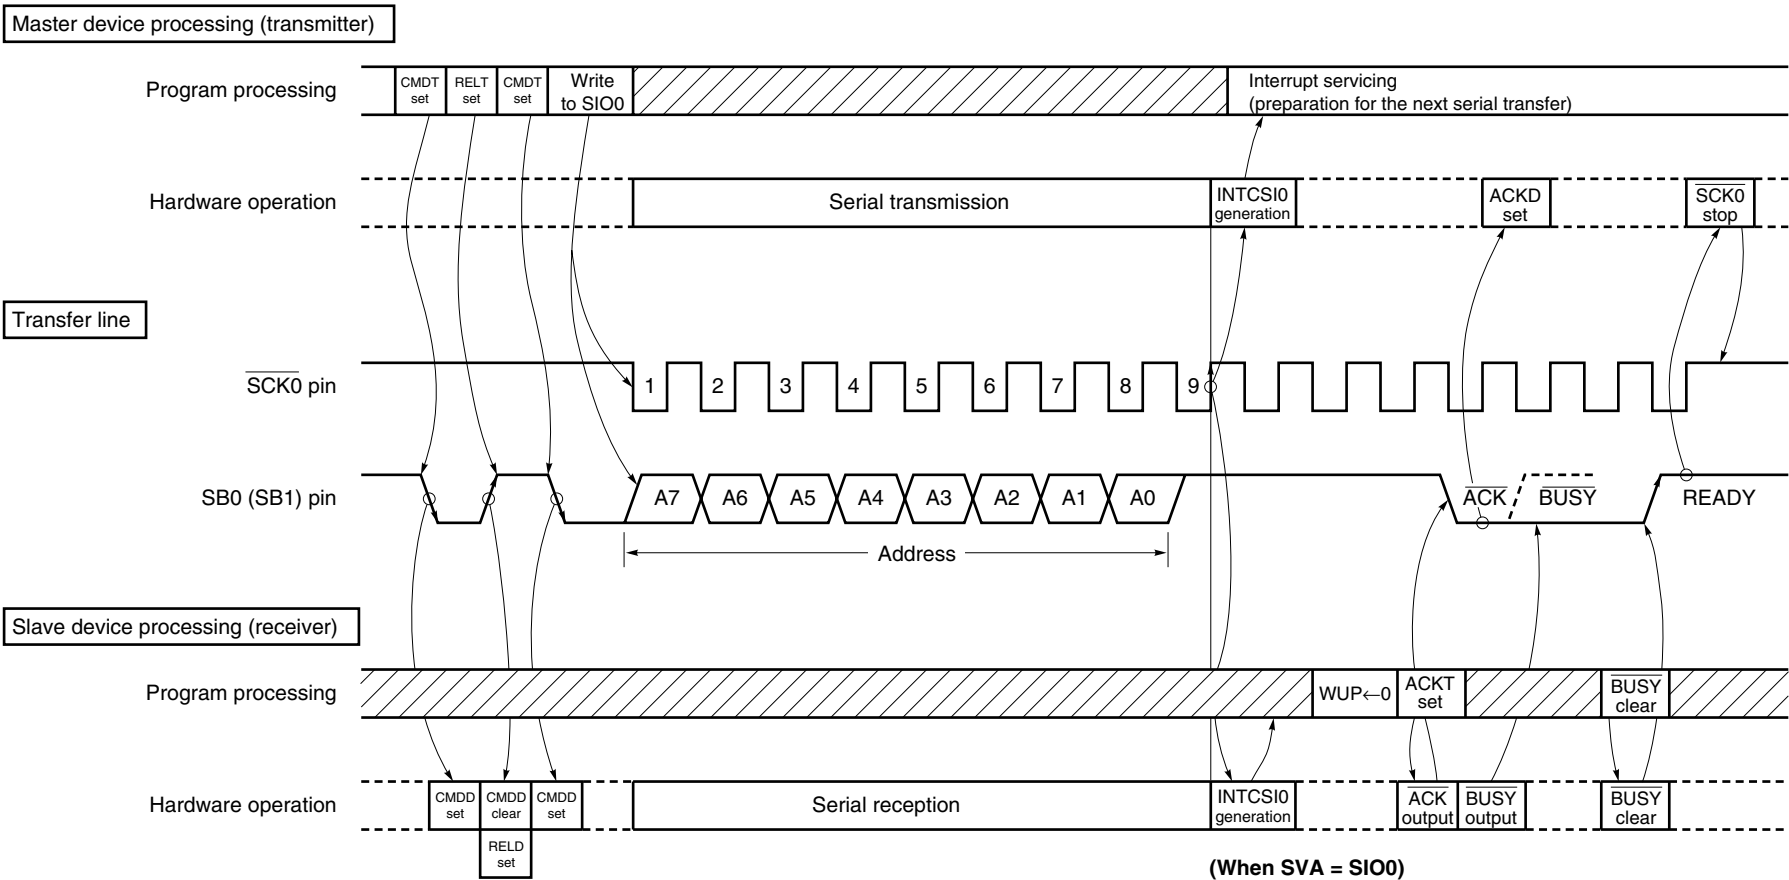 Master device processing (transmitter)
Program processing
CMDT
set
RELT
set
CMDT
set
Write
to SIO0
Interrupt servicing
(preparation for the next serial transfer)
Hardware operation
Serial transmission
INTCSI0
generation
ACKD
set
SCK0
stop
Transfer line
SCK0 pin
1 2 3 4 5 6 7 8 9
SB0 (SB1) pin
A7 A6 A5 A4 A3 A2 A1 A0
ACK
BUSY
READY
Address
Slave device processing (receiver)
Program processing
WUP←0
ACKT
set
BUSY
clear
Hardware operation
CMDD
set
CMDD
clear
CMDD
set
RELD
set
Serial reception
INTCSI0
generation
ACK
output
BUSY
output
BUSY
clear
(When SVA = SIO0)